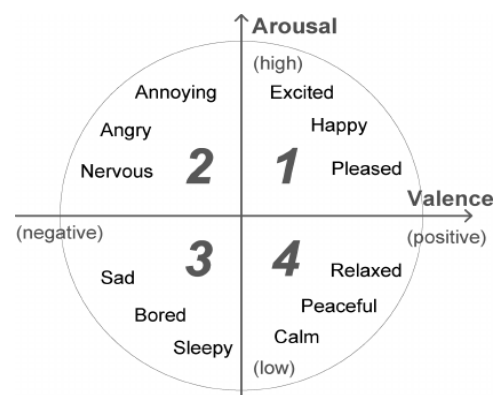 Arousal
(high)
Annoying
Excited
Angry
Happy
Nervous
2
1
Pleased
Valence
(negative)
(positive)
3
4
Sad
Relaxed
Bored
Peaceful
Sleepy
Calm
(low)